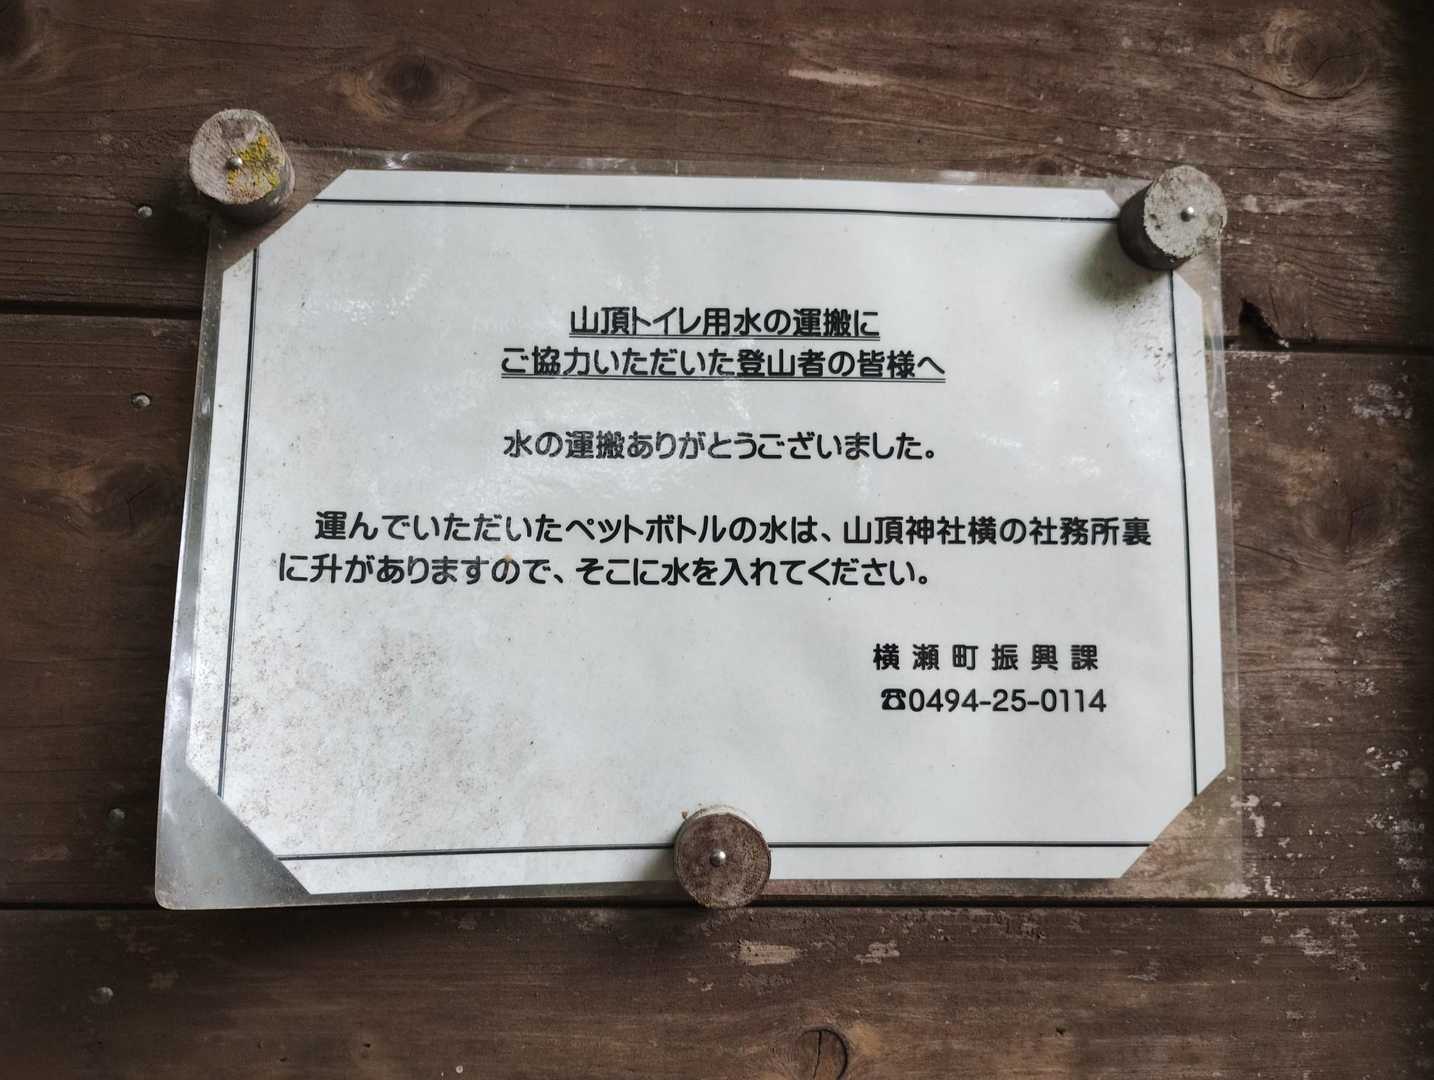 山頂トイレ用水の運搬に
ご協力いただいた登山者の皆様へ
水の運搬ありがとうございました。
運んでいただいたペットボトルの水は、山頂神社横の社務所裏
に升がありますので、そこに水を入れてください。
横瀬町振興課
☎0494-25-0114